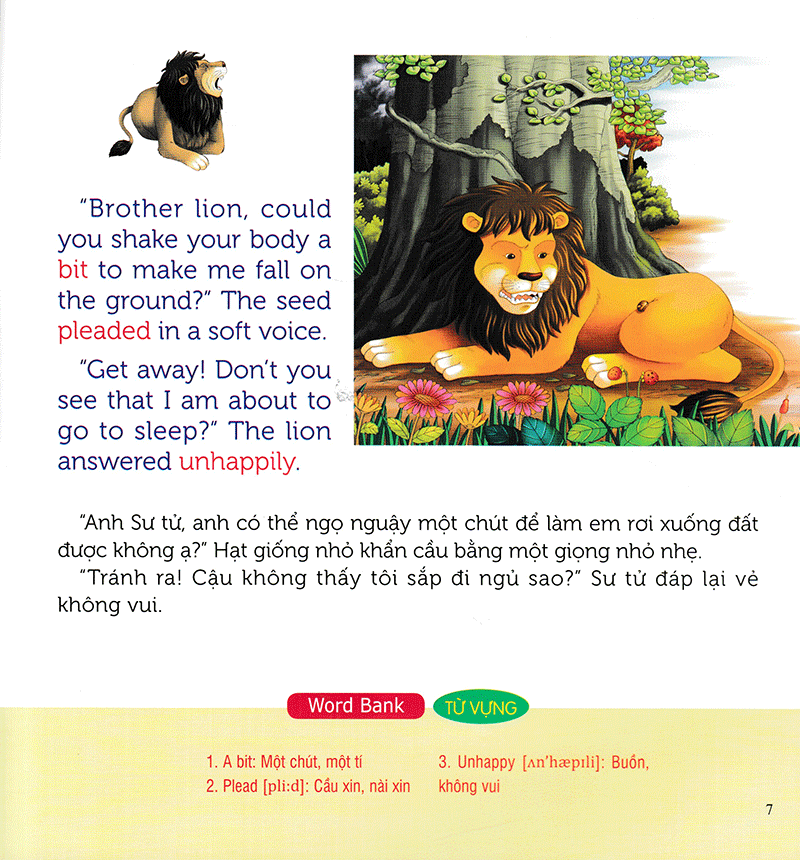 “Brother lion, could
you shake your body a
bit to make me fall on
the ground?” The seed
pleaded in a soft voice.
“Get away! Don’t you
see that I am about to
go to sleep?” The lion
answered unhappily.
“Anh Sư tử, anh có thể ngọ nguậy một chút để làm em rơi xuống đất
được không ạ?” Hạt giống nhỏ khẩn cầu bằng một giọng nhỏ nhẹ.
“Tránh ra! Cậu không thấy tôi sắp đi ngủ sao?” Sư tử đáp lại vẻ
không vui.
Word Bank TỪ VỰNG
1. A bit: Một chút, một tí
2. Plead [pli:d]: Cầu xin, nài xin
3. Unhappy [ʌn'hæpɪli]: Buồn,
không vui
7